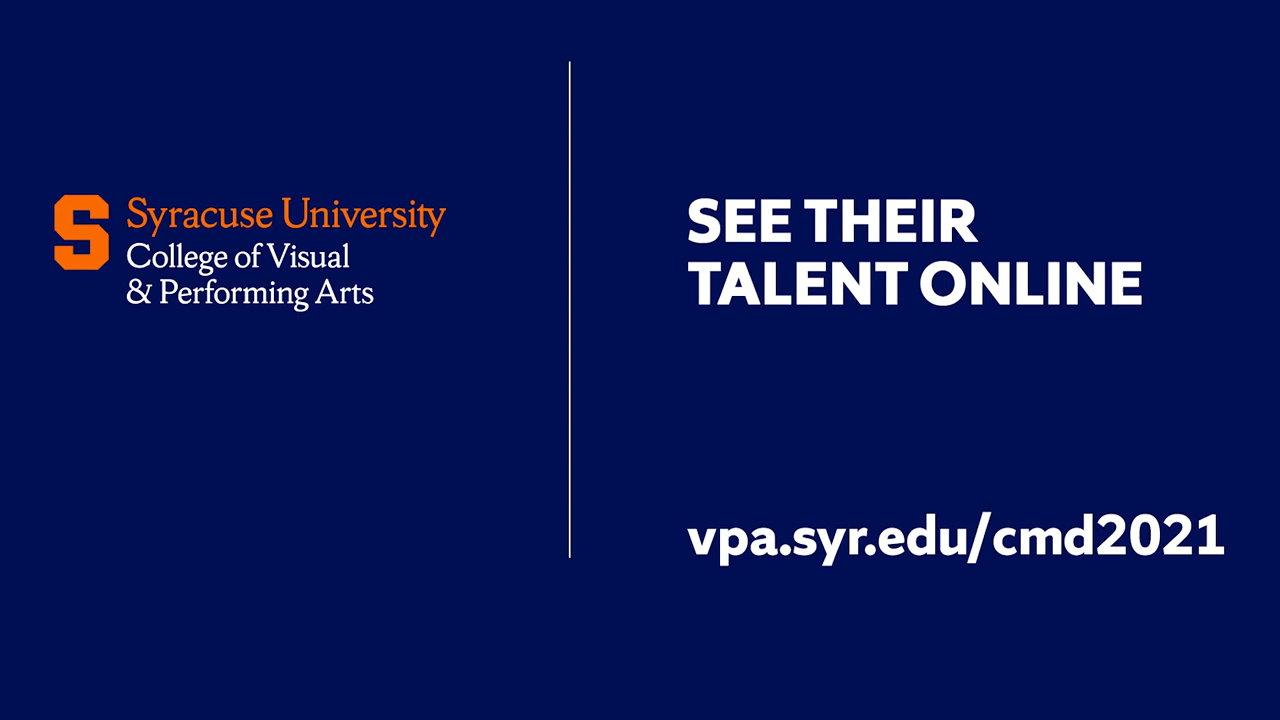 S
Syracuse University
College of Visual
& Performing Arts
SEE THEIR
TALENT ONLINE
vpa.syr.edu/cmd2021